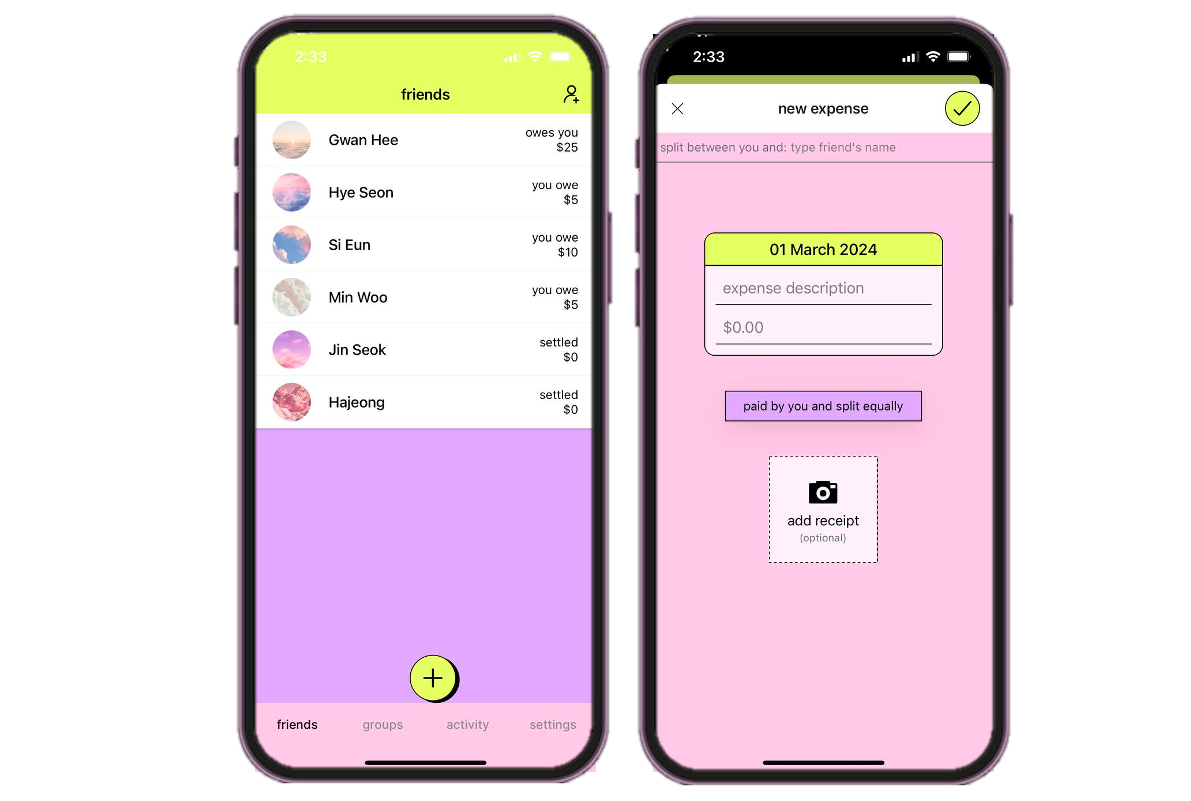 2:33
friends
Gwan Hee
owes you
$25
Hye Seon
you owe
$5
Si Eun
you owe
$10
Min Woo
you owe
$5
Jin Seok
settled
$0
Hajeong
settled
$0
friends groups activity settings
2:33
new expense
split between you and: type friend's name
01 March 2024
expense description
$0.00
paid by you and split equally
add receipt
(optional)